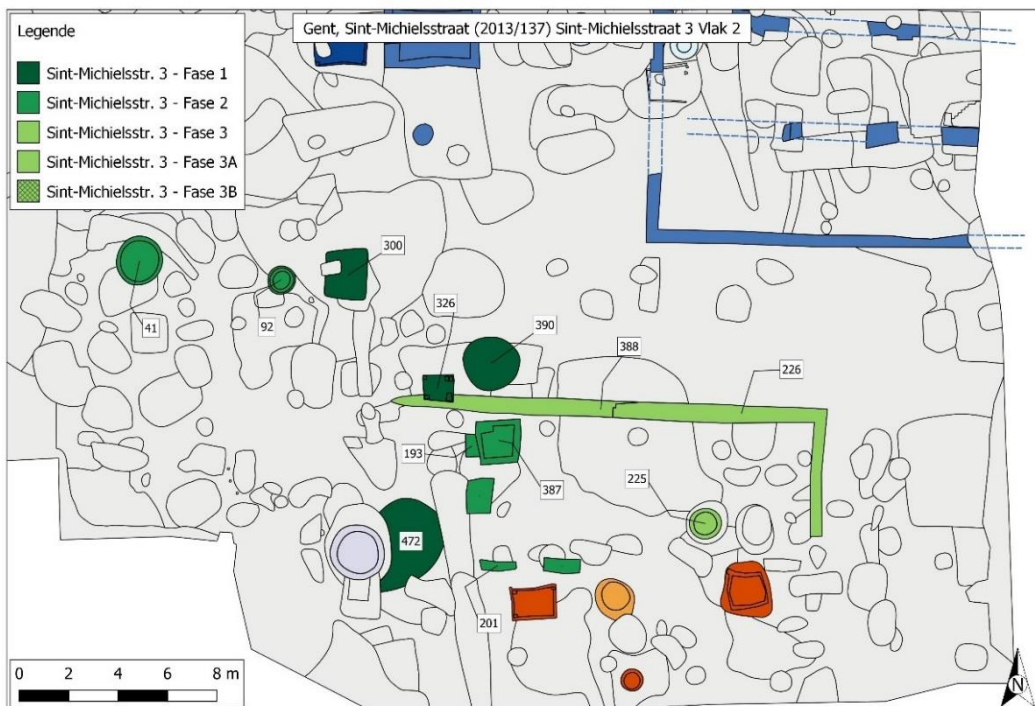 Legende
Gent, Sint-Michielsstraat (2013/137) Sint-Michielsstraat 3 Vlak 2
Sint-Michielsstr. 3 - Fase 1
Sint-Michielsstr. 3 - Fase 2
Sint-Michielsstr. 3 - Fase 3
Sint-Michielsstr. 3 - Fase 3A
Sint-Michielsstr. 3 - Fase 3B
300
326
41
92
390
388
226
193
387
225
472
201
0 2 4 6 8 m
N